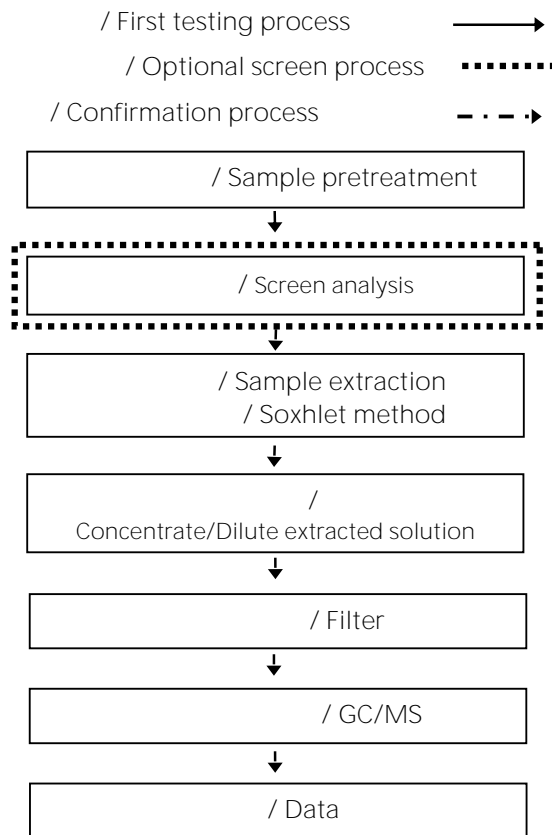 / First testing process
/ Optional screen process
/ Confirmation process
/ Sample pretreatment
/ Screen analysis
/ Sample extraction
/ Soxhlet method
/
Concentrate/Dilute extracted solution
/ Filter
/ GC/MS
/ Data